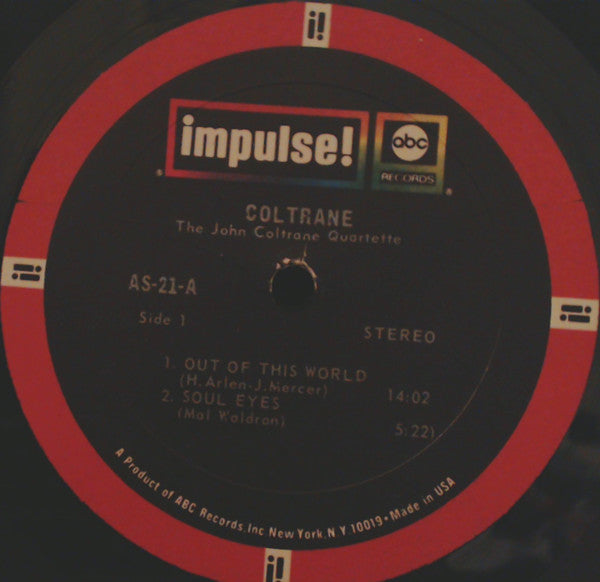 i!
impulse!
abc
RECORDS
COLTRANE
The John Coltrane Quartette
AS-21-A
Side 1
STEREO
1. OUT OF THIS WORLD
(H. Arlen-J. Mercer) 14:02
2. SOUL EYES
(Mal Waldron) 5:22)
A Product of ABC Records, Inc New York, N.Y. 10019 • Made in USA
i!
i!
i!